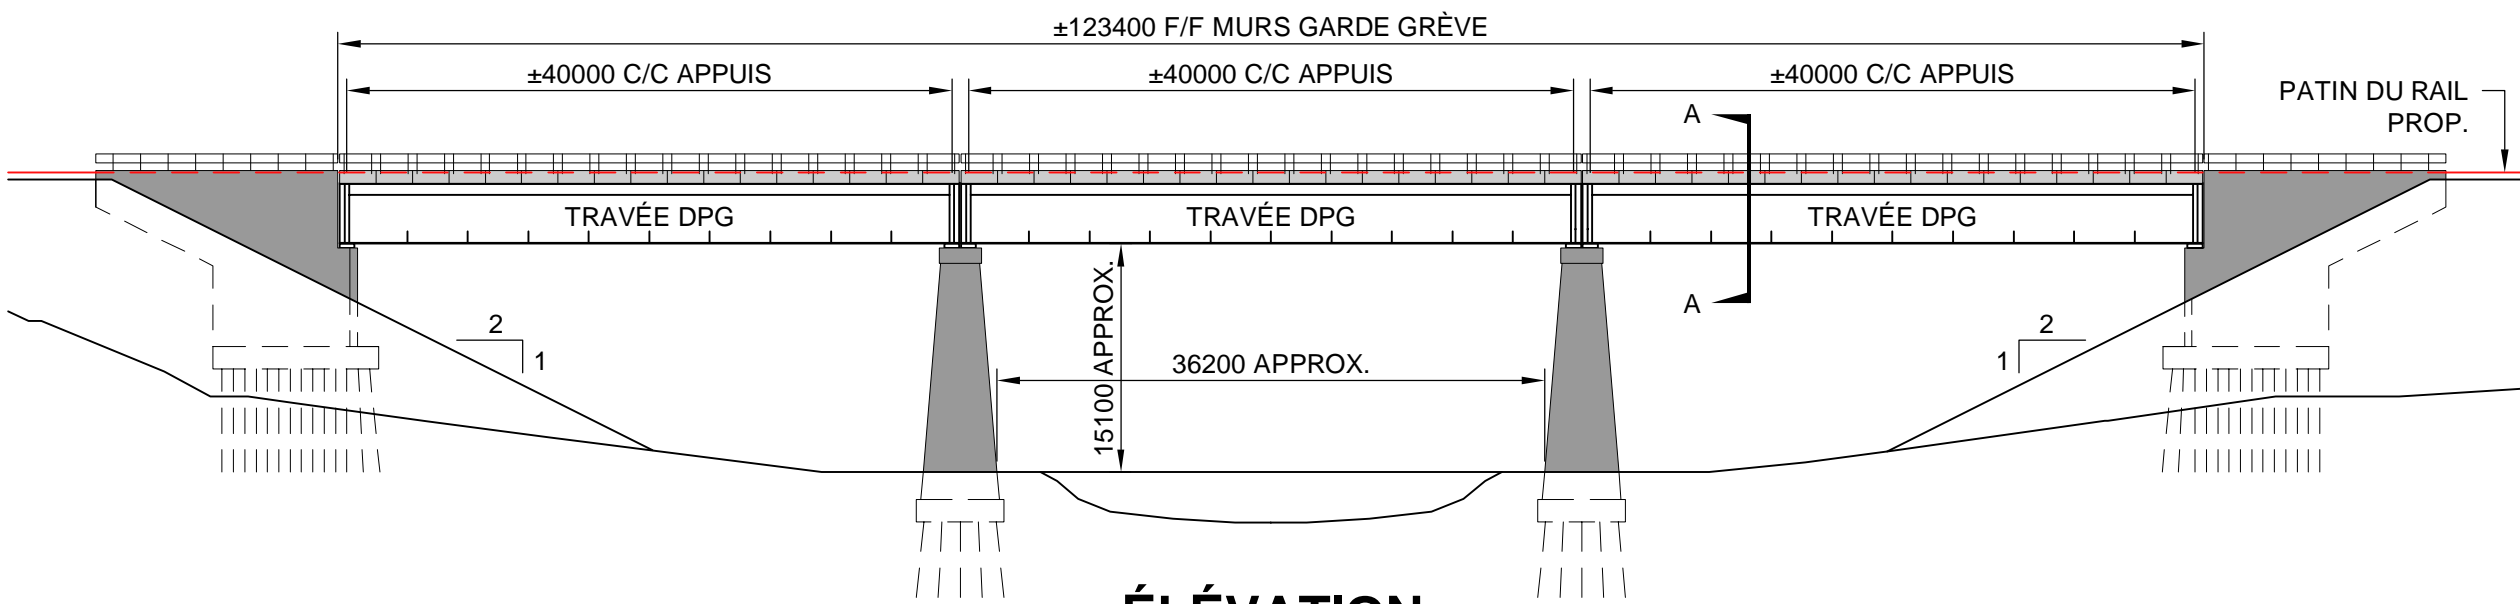 ±123400 F/F MURS GARDE GRÈVE
±40000 C/C APPUIS
±40000 C/C APPUIS
±40000 C/C APPUIS
PATIN DU RAIL
PROP.
A
TRAVÉE DPG
TRAVÉE DPG
TRAVÉE DPG
A
15100 APPROX.
2
1
36200 APPROX.
2
1
ÉLÉVATION